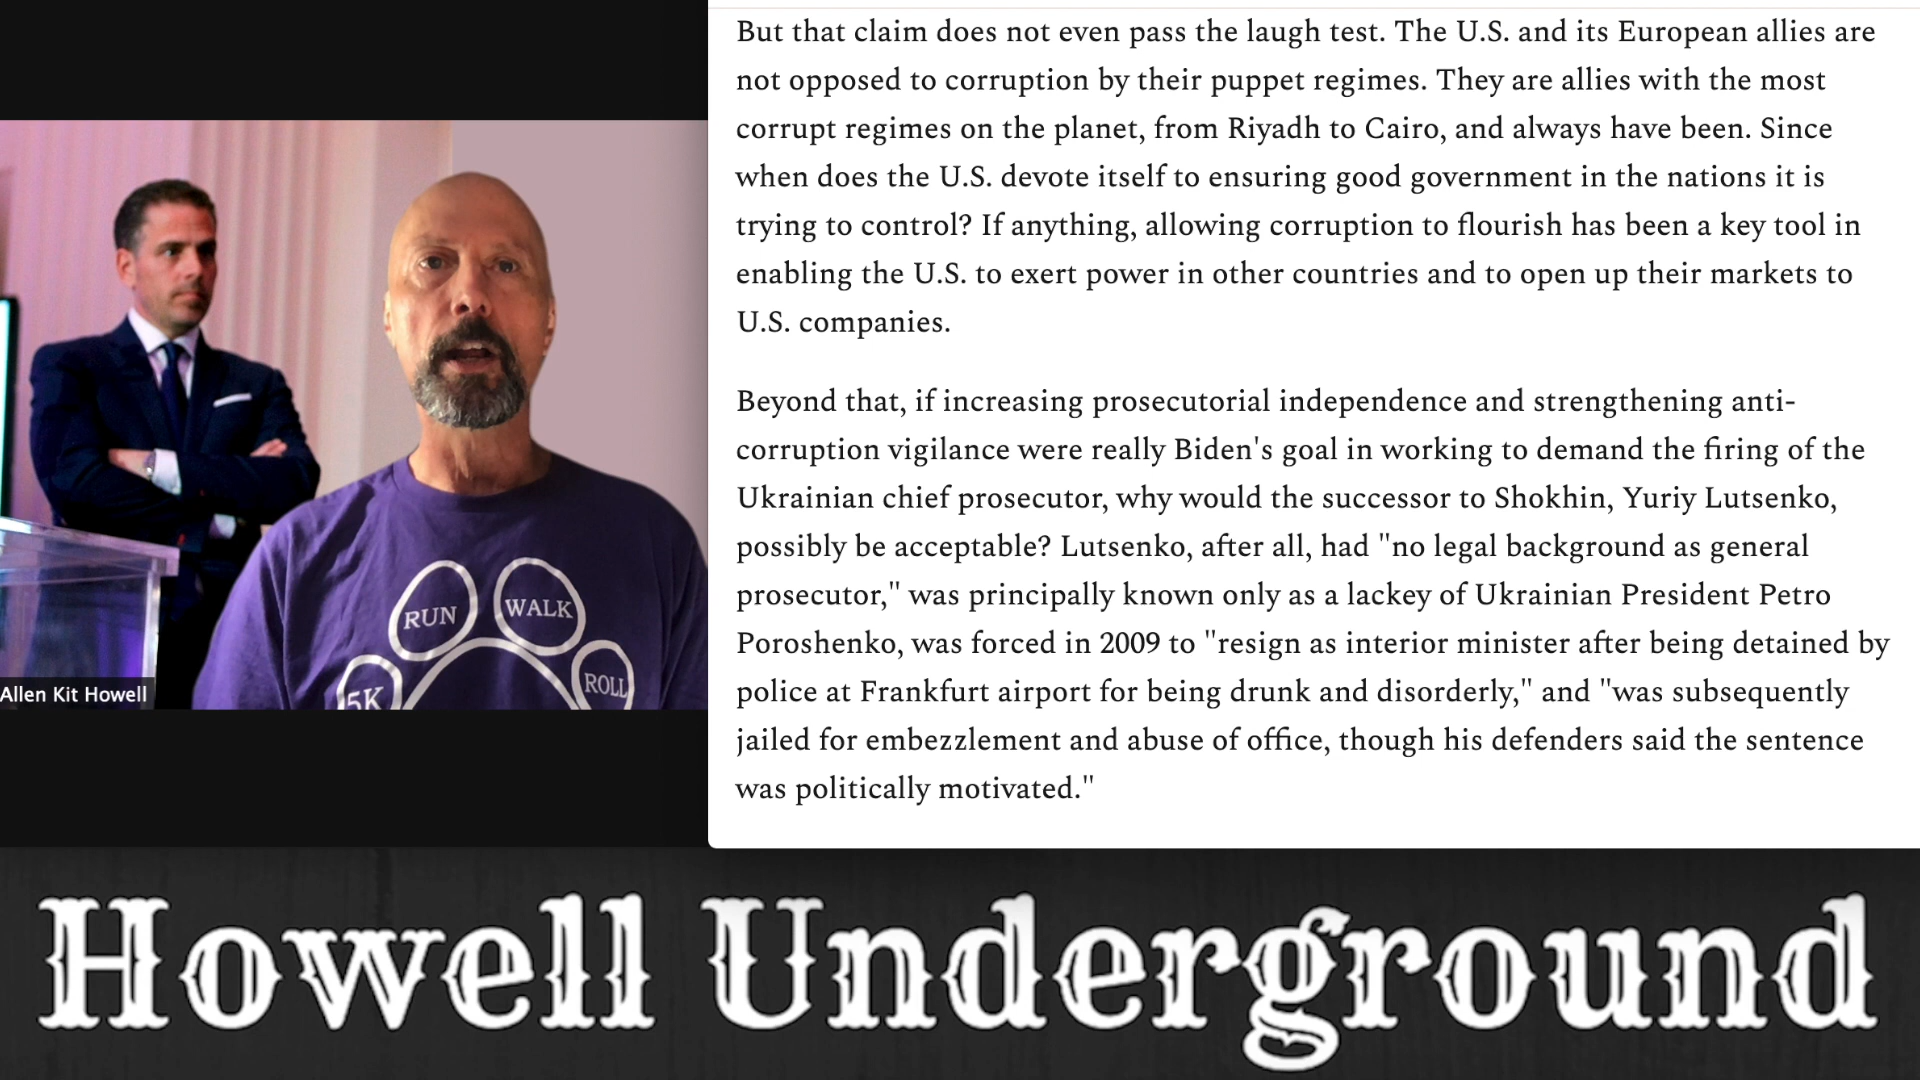 But that claim does not even pass the laugh test. The U.S. and its European allies are
not opposed to corruption by their puppet regimes. They are allies with the most
corrupt regimes on the planet, from Riyadh to Cairo, and always have been. Since
when does the U.S. devote itself to ensuring good government in the nations it is
trying to control? If anything, allowing corruption to flourish has been a key tool in
enabling the U.S. to exert power in other countries and to open up their markets to
U.S. companies.
Beyond that, if increasing prosecutorial independence and strengthening anti-
corruption vigilance were really Biden's goal in working to demand the firing of the
Ukrainian chief prosecutor, why would the successor to Shokhin, Yuriy Lutsenko,
possibly be acceptable? Lutsenko, after all, had "no legal background as general
prosecutor," was principally known only as a lackey of Ukrainian President Petro
Poroshenko, was forced in 2009 to "resign as interior minister after being detained by
police at Frankfurt airport for being drunk and disorderly," and "was subsequently
jailed for embezzlement and abuse of office, though his defenders said the sentence
was politically motivated."
RUN
WALK
5K
ROLL
Allen Kit Howell
Howell Underground